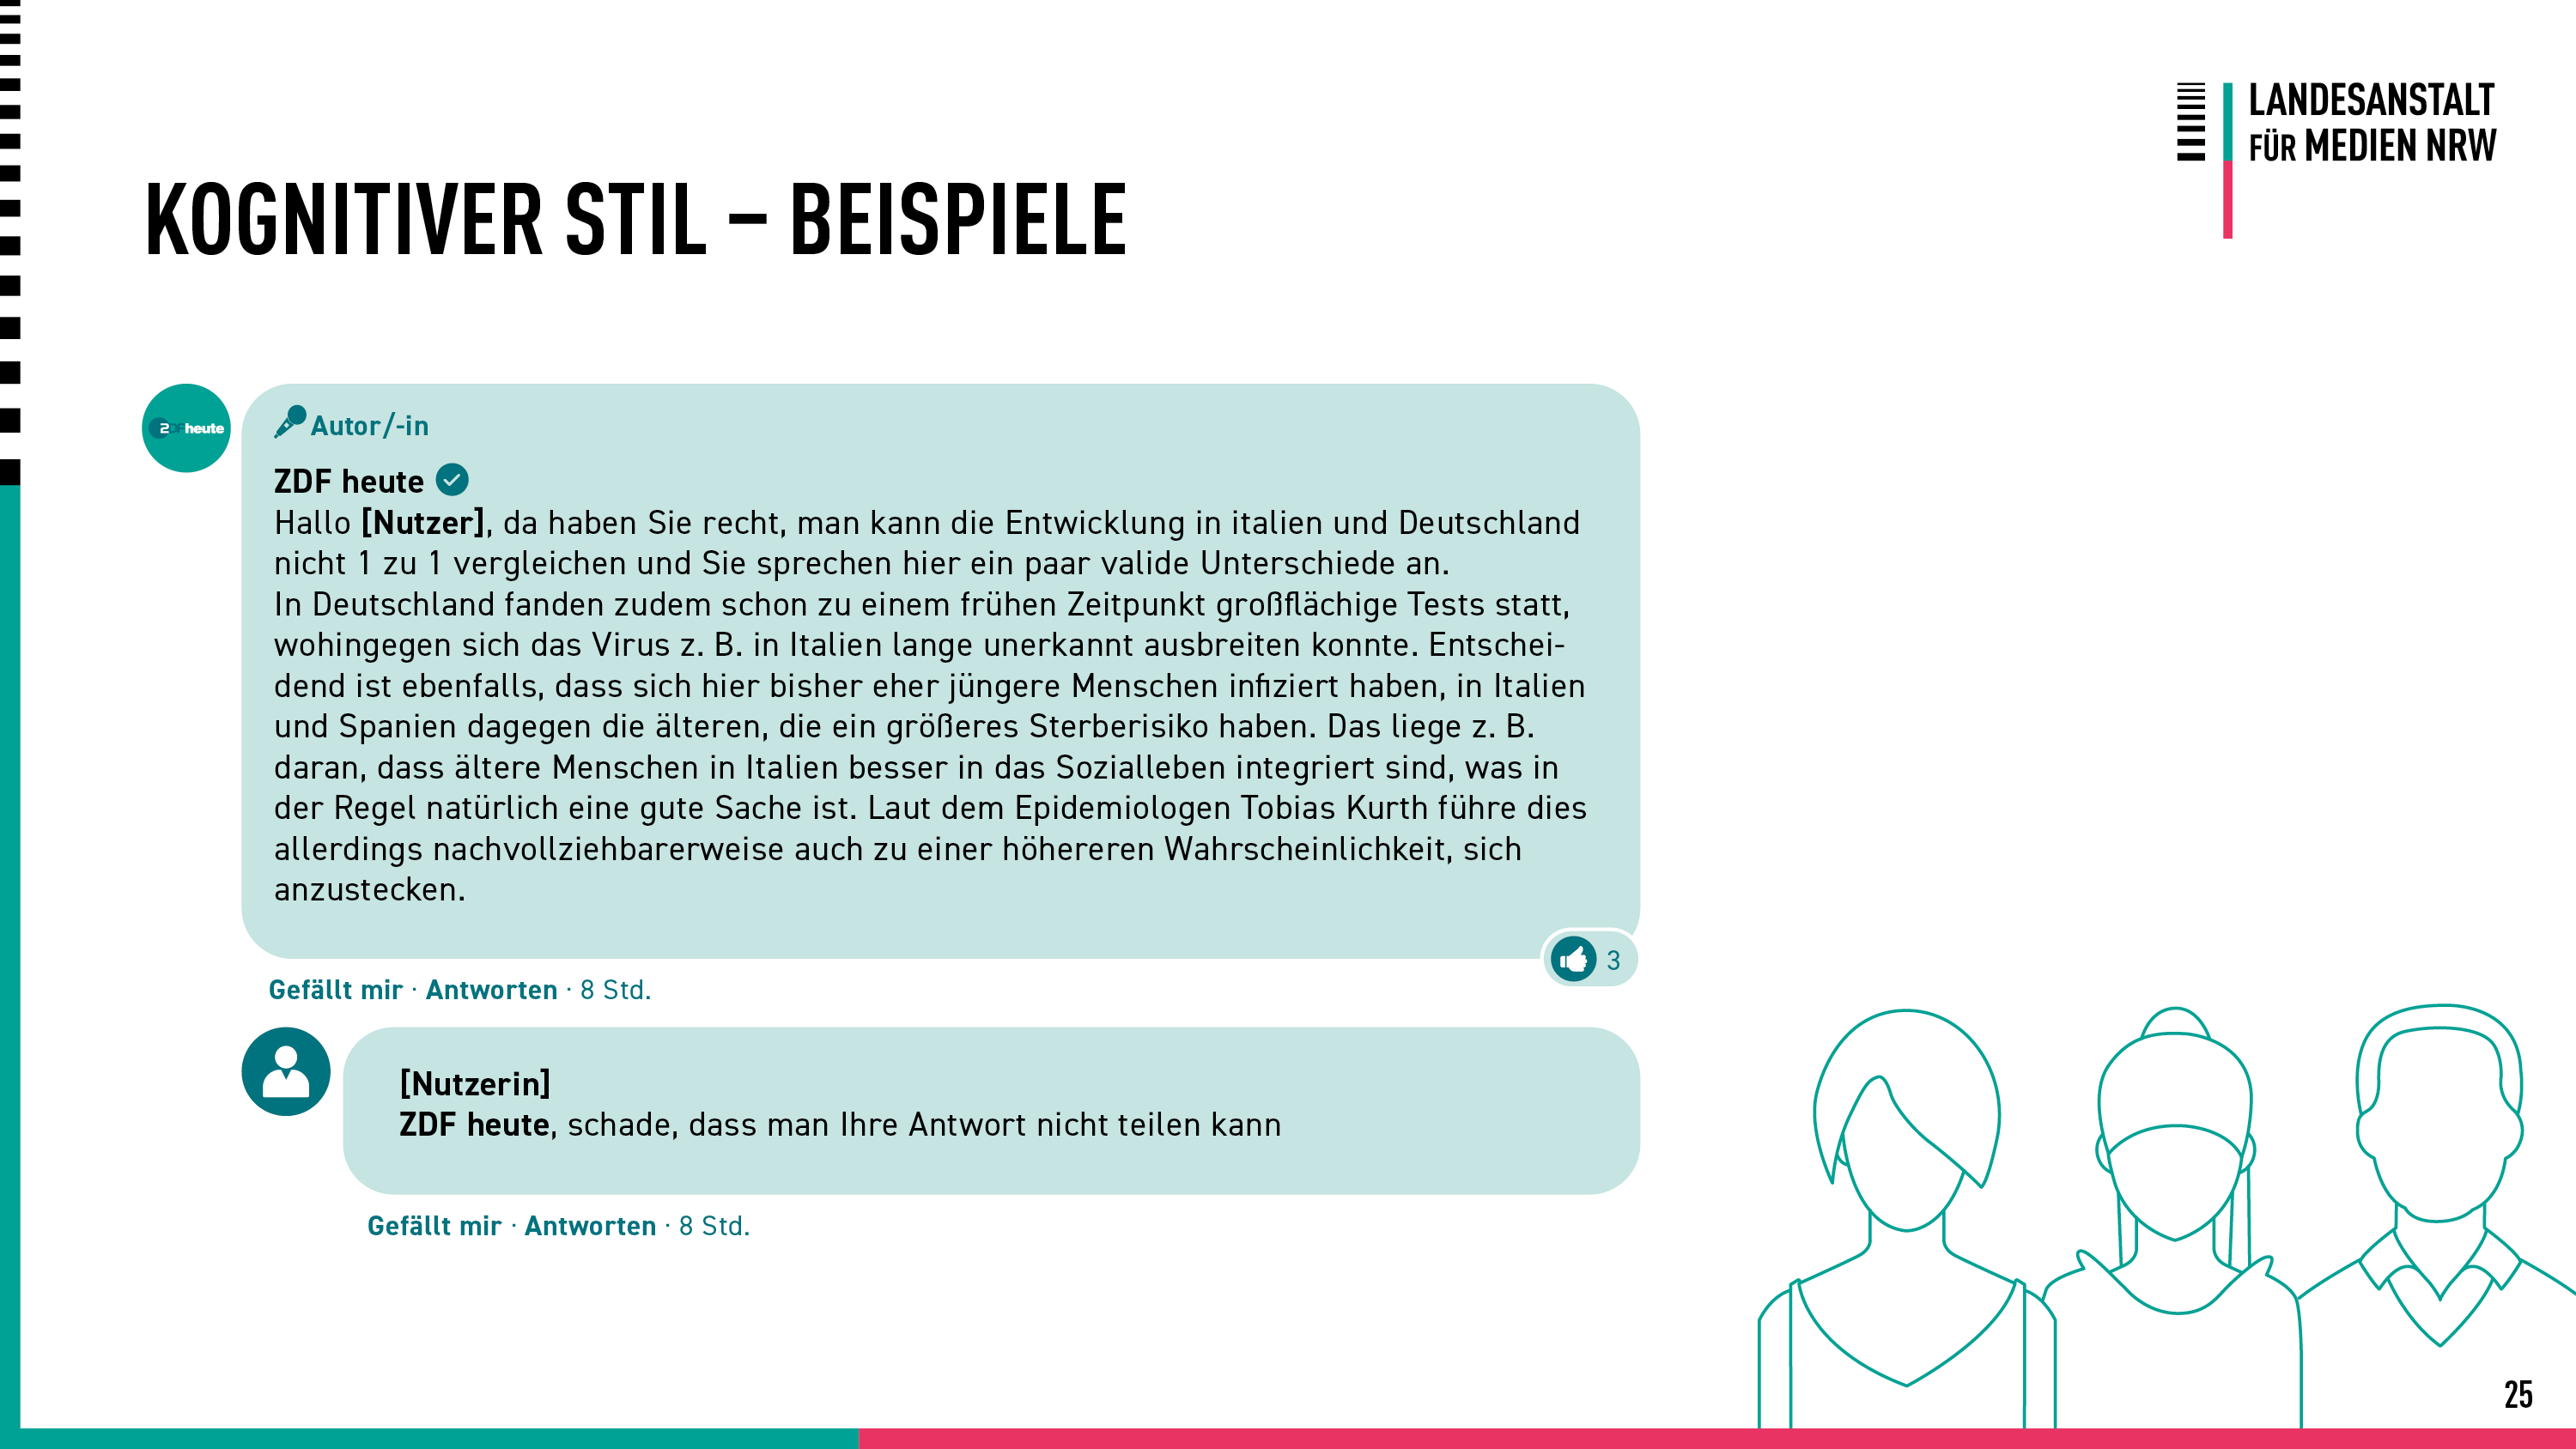 LANDESANSTALT
FÜR MEDIEN NRW
KOGNITIVER STIL – BEISPIELE
ZDFheute
Autor/-in
ZDF heute
Hallo [Nutzer], da haben Sie recht, man kann die Entwicklung in italien und Deutschland
nicht 1 zu 1 vergleichen und Sie sprechen hier ein paar valide Unterschiede an.
In Deutschland fanden zudem schon zu einem frühen Zeitpunkt großflächige Tests statt,
wohingegen sich das Virus z. B. in Italien lange unerkannt ausbreiten konnte. Entschei-
dend ist ebenfalls, dass sich hier bisher eher jüngere Menschen infiziert haben, in Italien
und Spanien dagegen die älteren, die ein größeres Sterberisiko haben. Das liege z. B.
daran, dass ältere Menschen in Italien besser in das Sozialleben integriert sind, was in
der Regel natürlich eine gute Sache ist. Laut dem Epidemiologen Tobias Kurth führe dies
allerdings nachvollziehbarerweise auch zu einer höhereren Wahrscheinlichkeit, sich
anzustecken.
3
Gefällt mir · Antworten · 8 Std.
[Nutzerin]
ZDF heute, schade, dass man Ihre Antwort nicht teilen kann
Gefällt mir · Antworten · 8 Std.
25